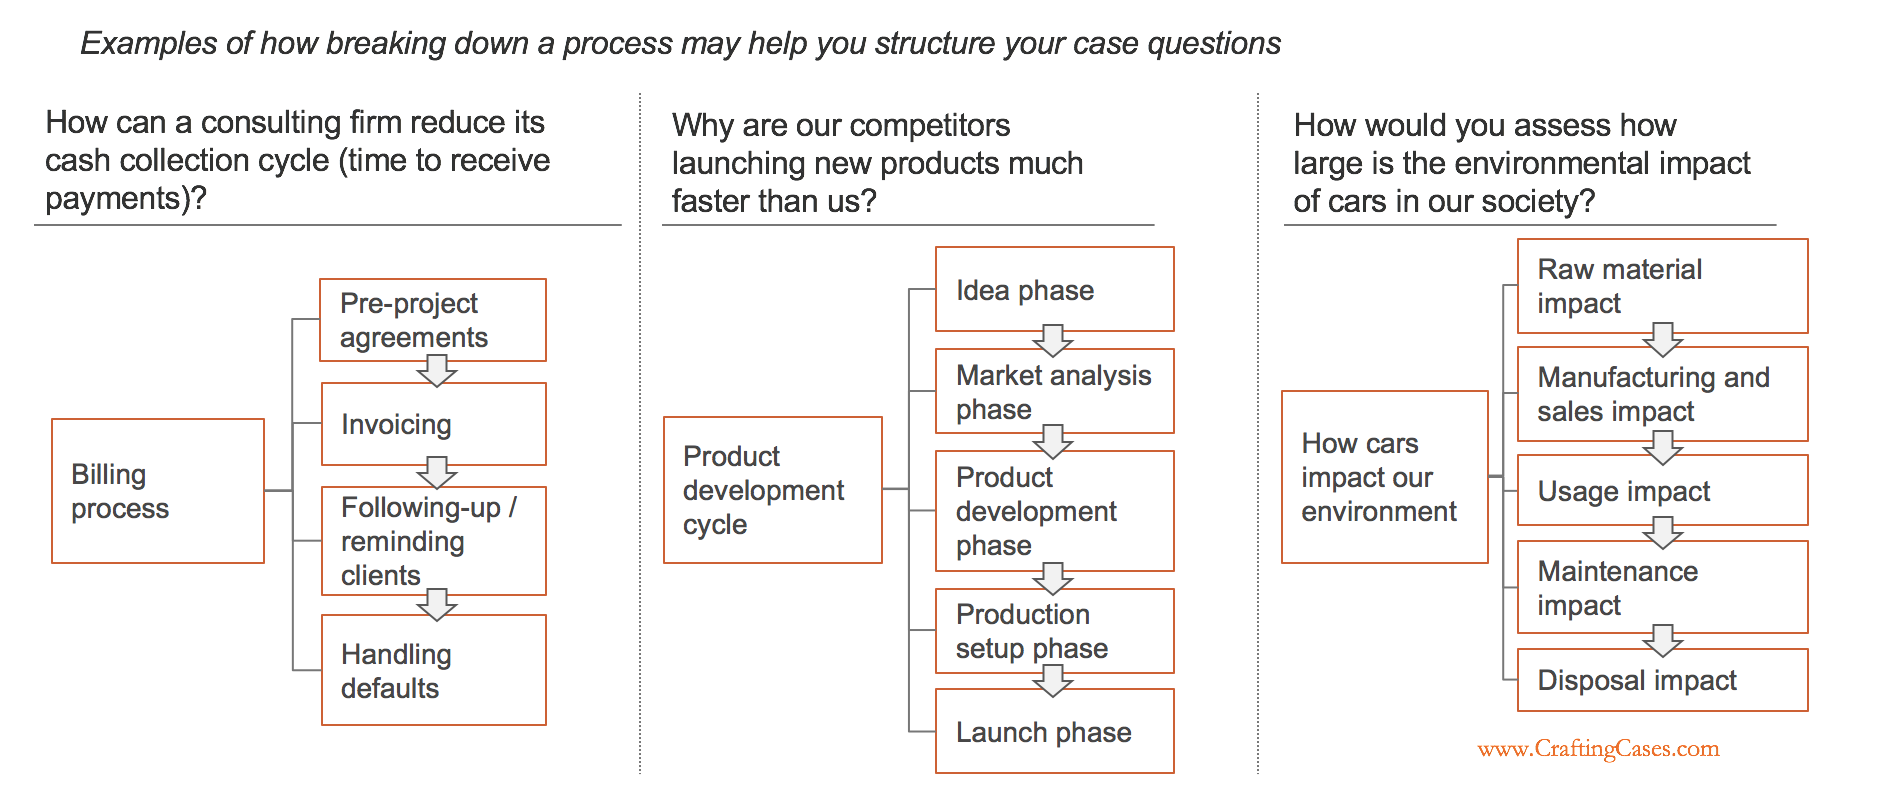 Examples of how breaking down a process may help you structure your case questions
How can a consulting firm reduce its
cash collection cycle (time to receive
payments)?
Billing
process
Pre-project
agreements
Invoicing
Following-up /
reminding
clients
Handling
defaults
Why are our competitors
launching new products much
faster than us?
Product
development
cycle
Idea phase
Market analysis
phase
Product
development
phase
Production
setup phase
Launch phase
How would you assess how
large is the environmental impact
of cars in our society?
How cars
impact our
environment
Raw material
impact
Manufacturing and
sales impact
Usage impact
Maintenance
impact
Disposal impact
www.CraftingCases.com